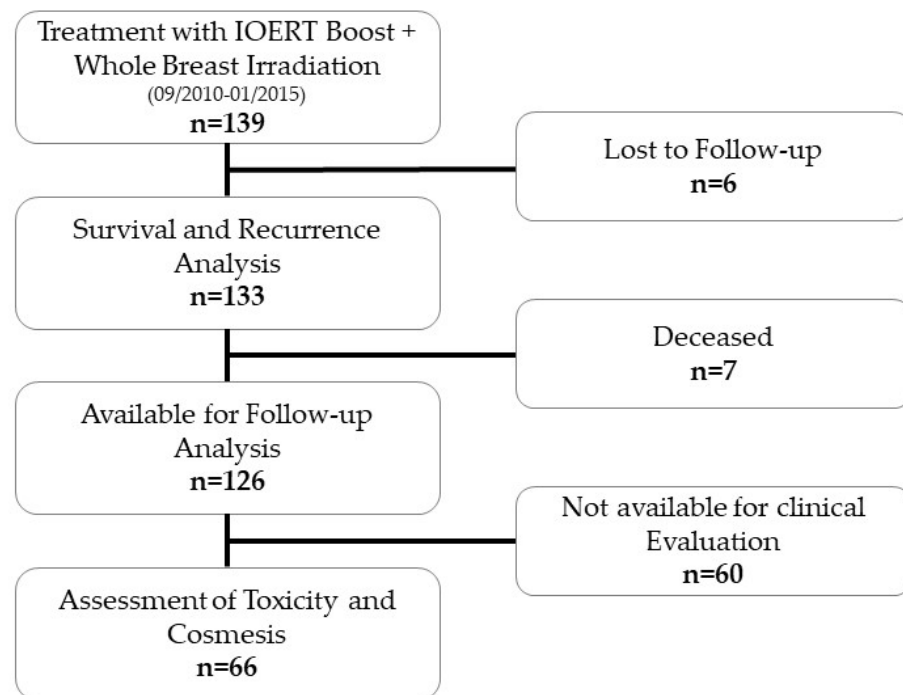 Treatment with IOERT Boost +
Whole Breast Irradiation
(09/2010-01/2015)
n=139
Lost to Follow-up
n=6
Survival and Recurrence
Analysis
n=133
Deceased
n=7
Available for Follow-up
Analysis
n=126
Not available for clinical
Evaluation
n=60
Assessment of Toxicity and
Cosmesis
n=66